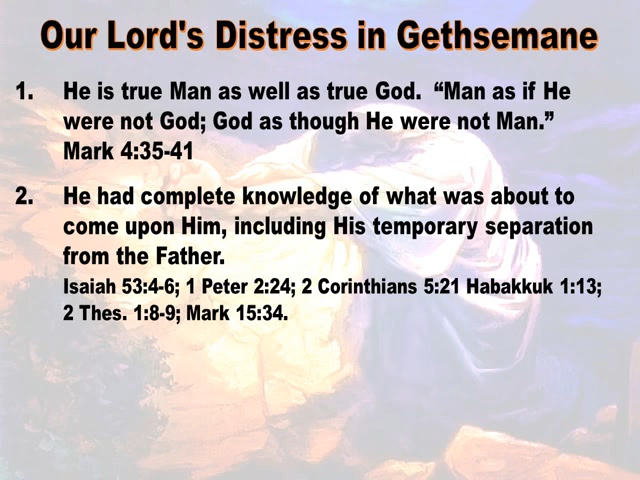 Our Lord's Distress in Gethsemane
1. He is true Man as well as true God. “Man as if He
were not God; God as though He were not Man.”
Mark 4:35-41
2. He had complete knowledge of what was about to
come upon Him, including His temporary separation
from the Father.
Isaiah 53:4-6; 1 Peter 2:24; 2 Corinthians 5:21 Habakkuk 1:13;
2 Thes. 1:8-9; Mark 15:34.